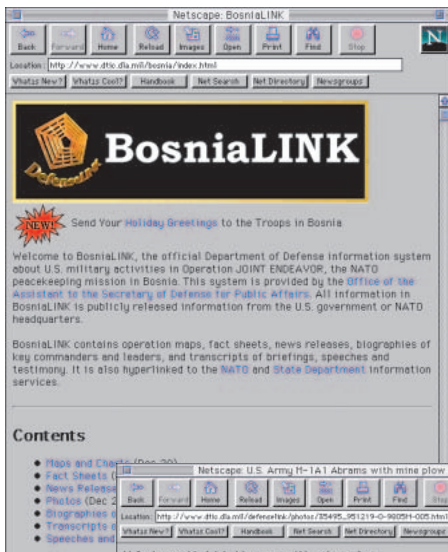 Netscape: BosniaLINK
Back Forward Home Reload Images Open Print Find Stop
N
Location: http://www.dtic.dla.mil/bosnia/index.html
What's New? What's Cool? Handbook Net Search Net Directory Newsgroups
DefenseLINK
BosniaLINK
NEW! Send Your Holiday Greetings to the Troops in Bosnia
Welcome to BosniaLINK, the official Department of Defense information system
about U.S. military activities in Operation JOINT ENDEAVOR, the NATO
peacekeeping mission in Bosnia. This system is provided by the Office of the
Assistant to the Secretary of Defense for Public Affairs. All information in
BosniaLINK is publicly released information from the U.S. government or NATO
headquarters.
BosniaLINK contains operation maps, fact sheets, news releases, biographies of
key commanders and leaders, and transcripts of briefings, speeches and
testimony. It is also hyperlinked to the NATO and State Department information
services.
Contents
Maps and Charts (Dec 20)
Fact Sheets (
News Release
Photos (Dec 2
Biographies o
Transcripts o
Speeches and
Netscape: U.S. Army M-1A1 Abrams with mine plow
Back Forward Home Reload Images Open Print Find Stop
Location: http://www.dtic.dla.mil/defenselink/photos/
What's New? What's Cool? Handbook Net Search Net Directory Newsgroups